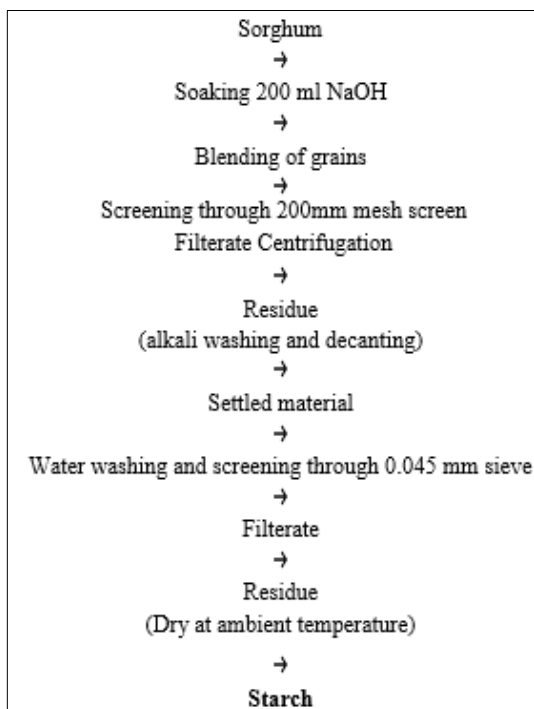 Sorghum
→
Soaking 200 ml NaOH
→
Blending of grains
→
Screening through 200mm mesh screen
Filterate Centrifugation
→
Residue
(alkali washing and decanting)
→
Settled material
→
Water washing and screening through 0.045 mm sieve
→
Filterate
→
Residue
(Dry at ambient temperature)
→
Starch